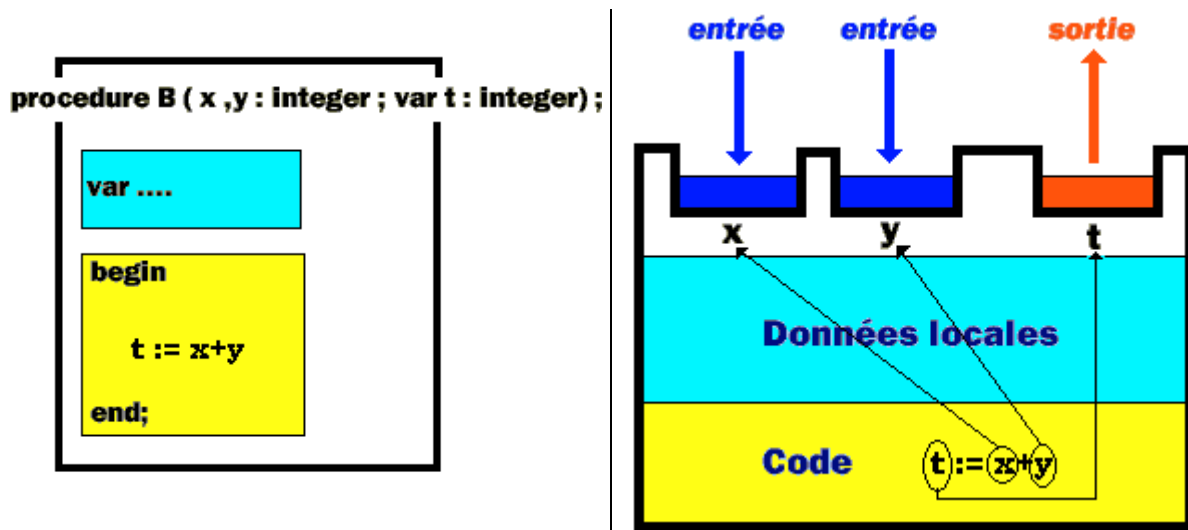 procedure B ( x ,y : integer ; var t : integer) ;
var ....
begin
t := x+y
end;
entrée entrée sortie
x y t
Données locales
Code t := x+y